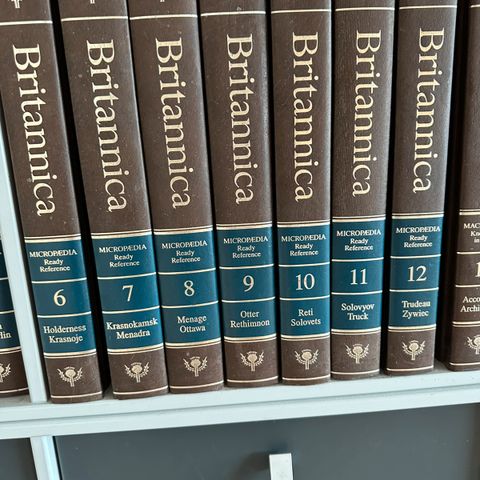 Britannica
MICROPÆDIA
Ready
Reference
6
Holderness
Krasnoje
Britannica
MICROPÆDIA
Ready
Reference
7
Krasnokamsk
Menadra
Britannica
MICROPÆDIA
Ready
Reference
8
Menage
Ottawa
Britannica
MICROPÆDIA
Ready
Reference
9
Otter
Rethimnon
Britannica
MICROPÆDIA
Ready
Reference
10
Reti
Solovets
Britannica
MICROPÆDIA
Ready
Reference
11
Solovyov
Truck
Britannica
MICROPÆDIA
Ready
Reference
12
Trudeau
Zywiec